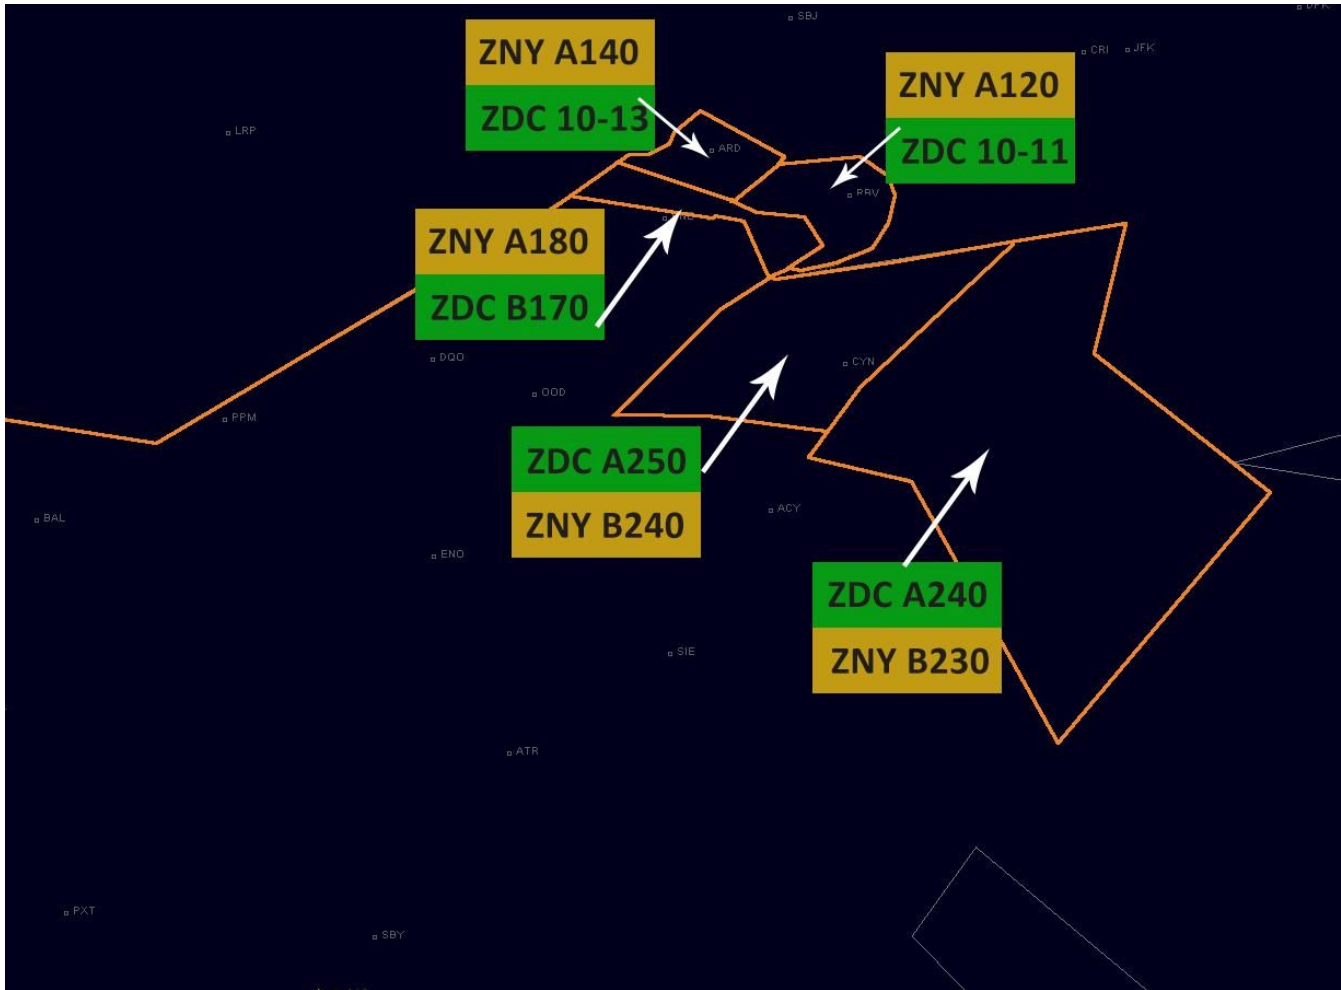 SBJ
ZNY A140
CRI
JFK
ZNY A120
ZDC 10-13
LRP
ARD
ZDC 10-11
RBV
ZNY A180
ZDC B170
DQO
CYN
OOD
PPM
ZDC A250
ACY
BAL
ZNY B240
ENO
ZDC A240
SIE
ZNY B230
ATR
PXT
SBY